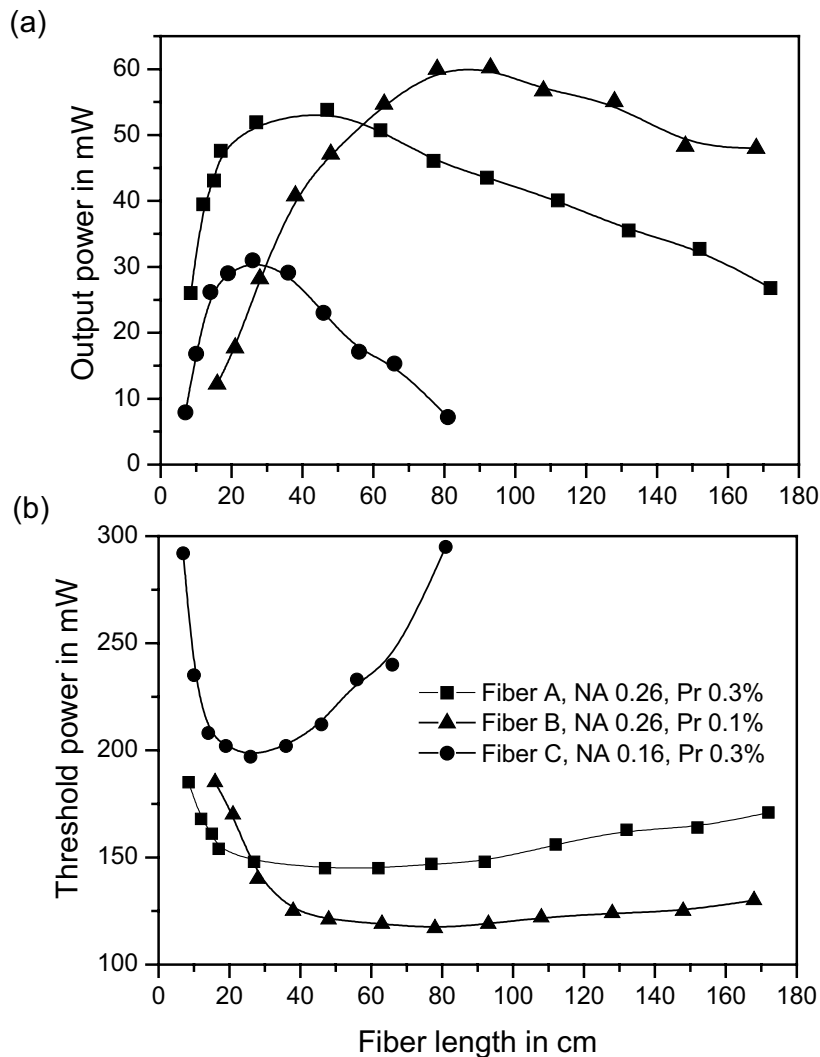 (a)
60
50
40
30
20
10
0
Output power in mW
0 20 40 60 80 100 120 140 160 180
(b)
300
250
200
150
100
Threshold power in mW
Fiber A, NA 0.26, Pr 0.3%
Fiber B, NA 0.26, Pr 0.1%
Fiber C, NA 0.16, Pr 0.3%
0 20 40 60 80 100 120 140 160 180
Fiber length in cm